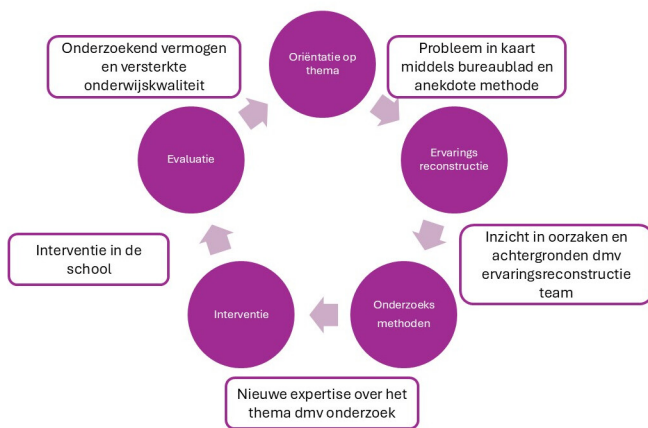 Oriëntatie op
thema
Probleem in kaart
middels bureaublad en
anekdote methode
Ervarings
reconstructie
Inzicht in oorzaken en
achtergronden dmv
ervaringsreconstructie
team
Onderzoeks
methoden
Nieuwe expertise over het
thema dmv onderzoek
Interventie
Interventie in de
school
Evaluatie
Onderzoekend vermogen
en versterkte
onderwijskwaliteit